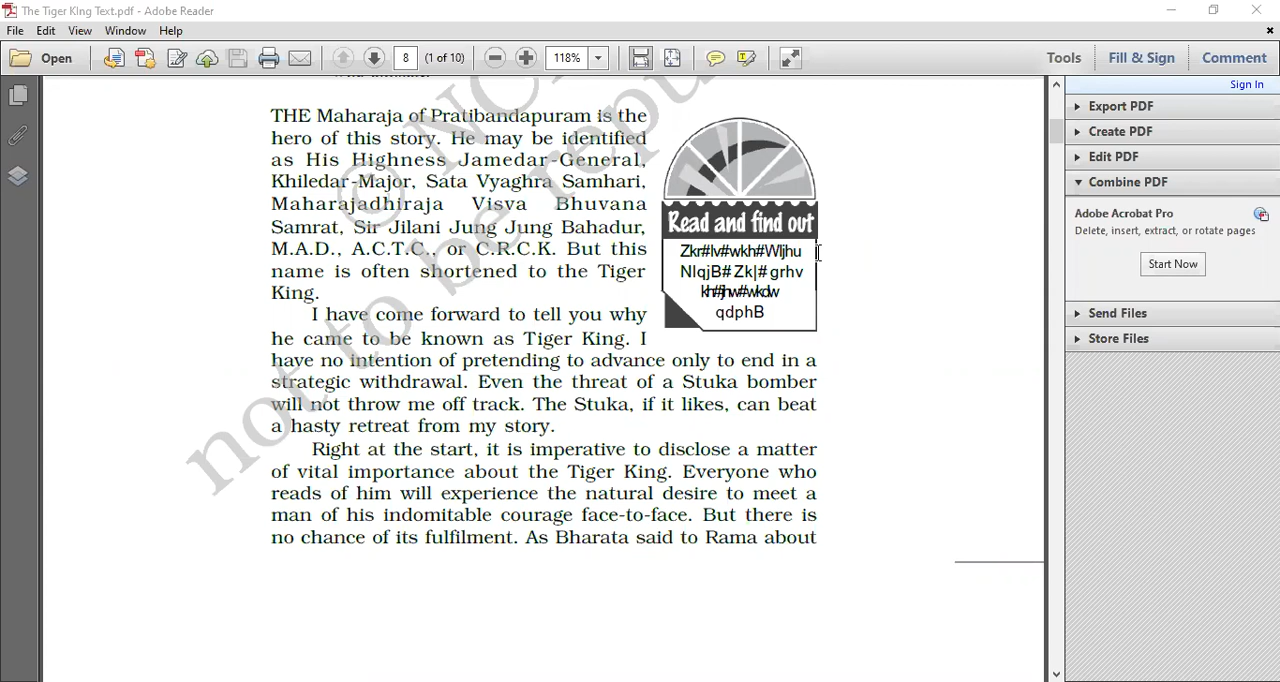 The Tiger KIng Text.pdf - Adobe Reader
File Edit View Window Help
Open 8 (1 of 10) 118% Tools Fill & Sign Comment
Sign In
Export PDF
Create PDF
Edit PDF
Combine PDF
Adobe Acrobat Pro
Delete, insert, extract, or rotate pages
Start Now
Send Files
Store Files
THE Maharaja of Pratibandapuram is the
hero of this story. He may be identified
as His Highness Jamedar-General,
Khiledar-Major, Sata Vyaghra Samhari,
Maharajadhiraja Visva Bhuvana
Samrat, Sir Jilani Jung Jung Bahadur,
M.A.D., A.C.T.C., or C.R.C.K. But this
name is often shortened to the Tiger
King.
I have come forward to tell you why
he came to be known as Tiger King. I
have no intention of pretending to advance only to end in a
strategic withdrawal. Even the threat of a Stuka bomber
will not throw me off track. The Stuka, if it likes, can beat
a hasty retreat from my story.
Right at the start, it is imperative to disclose a matter
of vital importance about the Tiger King. Everyone who
reads of him will experience the natural desire to meet a
man of his indomitable courage face-to-face. But there is
no chance of its fulfilment. As Bharata said to Rama about
Read and find out
Zkr#lv#wkh#Wljhu
NlqjB# Zk|# grhv
kh#jhw#wkdw
qdphB
not to be repu